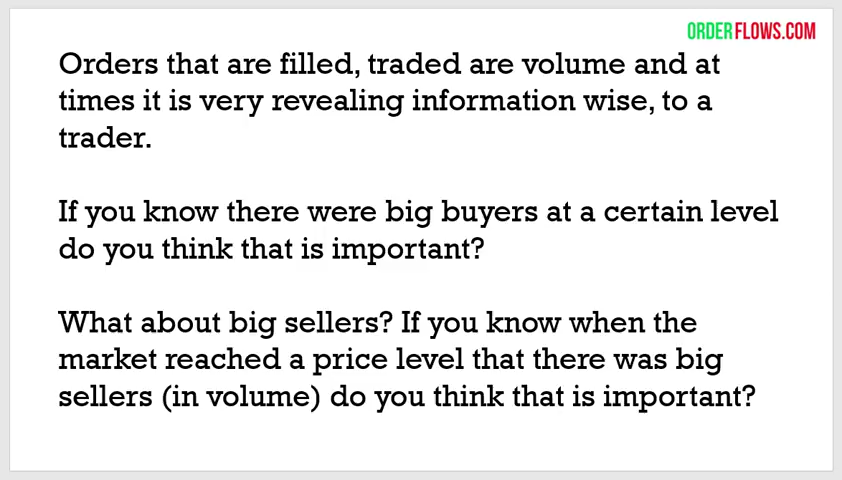 ORDERFLOWS.COM
Orders that are filled, traded are volume and at
times it is very revealing information wise, to a
trader.
If you know there were big buyers at a certain level
do you think that is important?
What about big sellers? If you know when the
market reached a price level that there was big
sellers (in volume) do you think that is important?